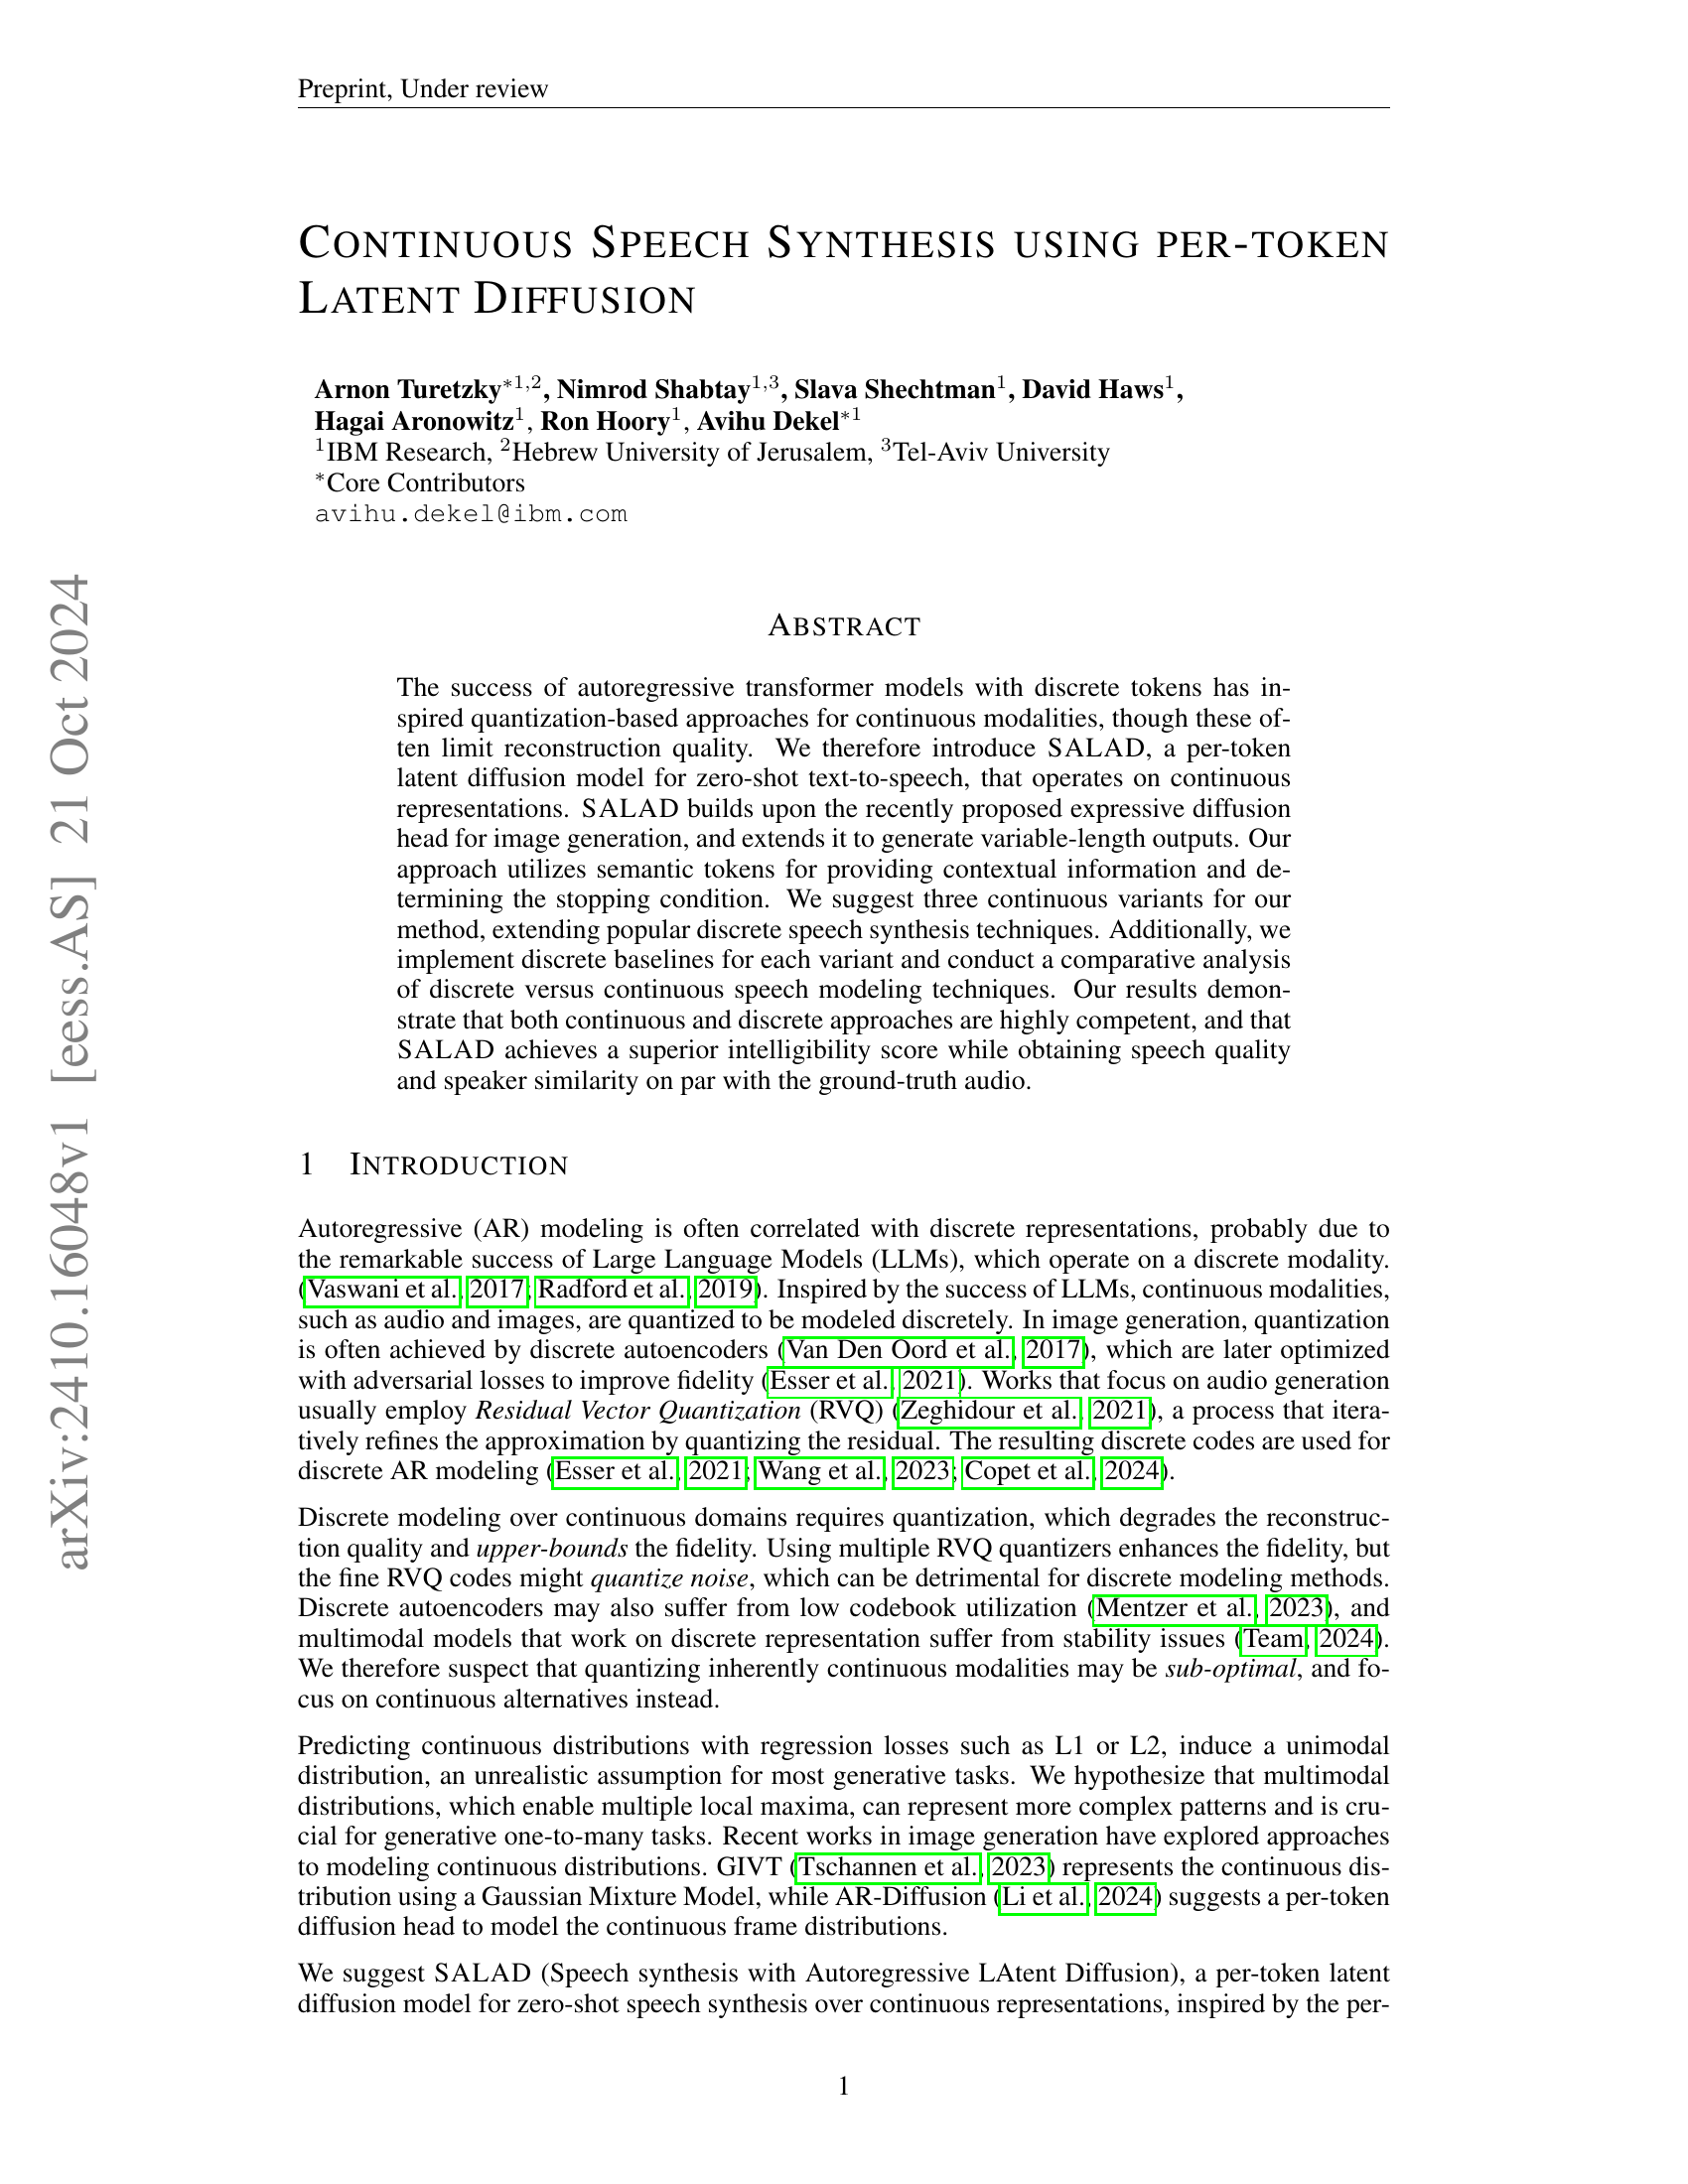 Preprint, Under review
CONTINUOUS SPEECH SYNTHESIS USING PER-TOKEN
LATENT DIFFUSION
Arnon Turetzky*1,2, Nimrod Shabtay1,3, Slava Shechtman1, David Haws1,
Hagai Aronowitz1, Ron Hoory1, Avihu Dekel*1
1IBM Research, 2Hebrew University of Jerusalem, 3Tel-Aviv University
*Core Contributors
avihu.dekel@ibm.com
ABSTRACT
The success of autoregressive transformer models with discrete tokens has in-
spired quantization-based approaches for continuous modalities, though these of-
ten limit reconstruction quality. We therefore introduce SALAD, a per-token
latent diffusion model for zero-shot text-to-speech, that operates on continuous
representations. SALAD builds upon the recently proposed expressive diffusion
head for image generation, and extends it to generate variable-length outputs. Our
approach utilizes semantic tokens for providing contextual information and de-
termining the stopping condition. We suggest three continuous variants for our
method, extending popular discrete speech synthesis techniques. Additionally, we
implement discrete baselines for each variant and conduct a comparative analysis
of discrete versus continuous speech modeling techniques. Our results demon-
strate that both continuous and discrete approaches are highly competent, and that
SALAD achieves a superior intelligibility score while obtaining speech quality
and speaker similarity on par with the ground-truth audio.
1 INTRODUCTION
Autoregressive (AR) modeling is often correlated with discrete representations, probably due to
the remarkable success of Large Language Models (LLMs), which operate on a discrete modality.
(Vaswani et al., 2017; Radford et al., 2019). Inspired by the success of LLMs, continuous modalities,
such as audio and images, are quantized to be modeled discretely. In image generation, quantization
is often achieved by discrete autoencoders (Van Den Oord et al., 2017), which are later optimized
with adversarial losses to improve fidelity (Esser et al., 2021). Works that focus on audio generation
usually employ Residual Vector Quantization (RVQ) (Zeghidour et al., 2021), a process that itera-
tively refines the approximation by quantizing the residual. The resulting discrete codes are used for
discrete AR modeling (Esser et al., 2021; Wang et al., 2023; Copet et al., 2024).
Discrete modeling over continuous domains requires quantization, which degrades the reconstruc-
tion quality and upper-bounds the fidelity. Using multiple RVQ quantizers enhances the fidelity, but
the fine RVQ codes might quantize noise, which can be detrimental for discrete modeling methods.
Discrete autoencoders may also suffer from low codebook utilization (Mentzer et al., 2023), and
multimodal models that work on discrete representation suffer from stability issues (Team, 2024).
We therefore suspect that quantizing inherently continuous modalities may be sub-optimal, and fo-
cus on continuous alternatives instead.
Predicting continuous distributions with regression losses such as L1 or L2, induce a unimodal
distribution, an unrealistic assumption for most generative tasks. We hypothesize that multimodal
distributions, which enable multiple local maxima, can represent more complex patterns and is cru-
cial for generative one-to-many tasks. Recent works in image generation have explored approaches
to modeling continuous distributions. GIVT (Tschannen et al., 2023) represents the continuous dis-
tribution using a Gaussian Mixture Model, while AR-Diffusion (Li et al., 2024) suggests a per-token
diffusion head to model the continuous frame distributions.
We suggest SALAD (Speech synthesis with Autoregressive LAtent Diffusion), a per-token latent
diffusion model for zero-shot speech synthesis over continuous representations, inspired by the per-
1
arXiv:2410.16048v1 [eess.AS] 21 Oct 2024